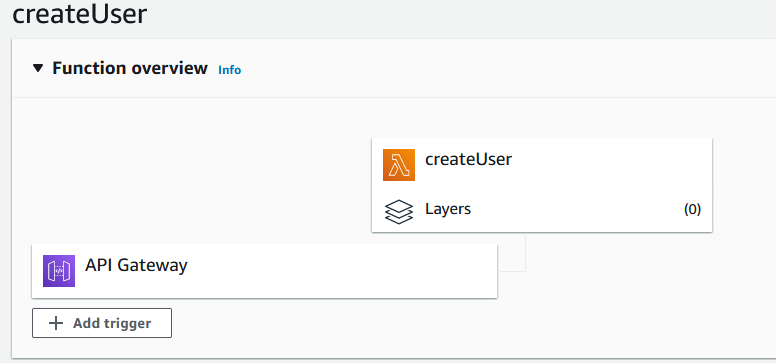 createUser
Function overview Info
createUser
Layers (0)
API Gateway
Add trigger